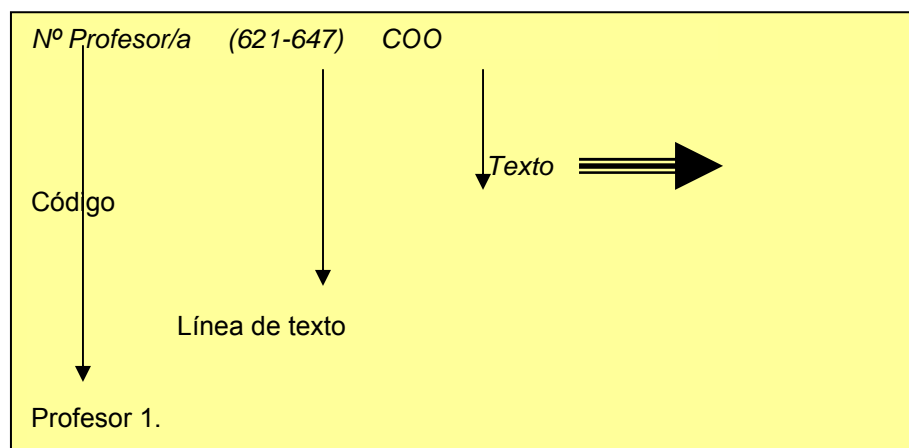 Nº Profesor/a (621-647) COO
Texto
Código
Línea de texto
Profesor 1.